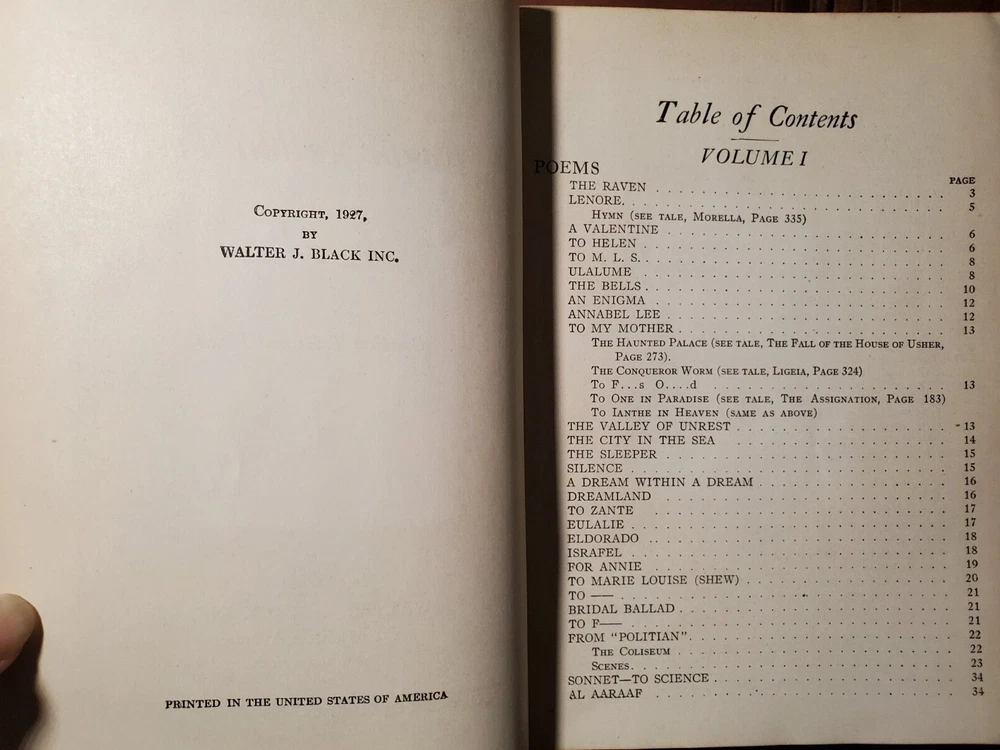 COPYRIGHT, 1927,
BY
WALTER J. BLACK INC.
PRINTED IN THE UNITED STATES OF AMERICA
Table of Contents
VOLUME I
POEMS
PAGE
THE RAVEN . . . . . . . . . . . . . . . . . . . . 3
LENORE. . . . . . . . . . . . . . . . . . . . . . 5
HYMN (SEE TALE, MORELLA, PAGE 335)
A VALENTINE . . . . . . . . . . . . . . . . . . . 6
TO HELEN . . . . . . . . . . . . . . . . . . . . 6
TO M. L. S. . . . . . . . . . . . . . . . . . . . 8
ULALUME . . . . . . . . . . . . . . . . . . . . . 8
THE BELLS . . . . . . . . . . . . . . . . . . . . 10
AN ENIGMA . . . . . . . . . . . . . . . . . . . . 12
ANNABEL LEE . . . . . . . . . . . . . . . . . . . 12
TO MY MOTHER . . . . . . . . . . . . . . . . . . 13
THE HAUNTED PALACE (SEE TALE, THE FALL OF THE HOUSE OF USHER,
PAGE 273).
THE CONQUEROR WORM (SEE TALE, LIGEIA, PAGE 324)
TO F...s O....d . . . . . . . . . . . . . . . . . 13
TO ONE IN PARADISE (SEE TALE, THE ASSIGNATION, PAGE 183)
TO IANTHE IN HEAVEN (SAME AS ABOVE)
THE VALLEY OF UNREST . . . . . . . . . . . . . . 13
THE CITY IN THE SEA . . . . . . . . . . . . . . . 14
THE SLEEPER . . . . . . . . . . . . . . . . . . . 15
SILENCE . . . . . . . . . . . . . . . . . . . . . 15
A DREAM WITHIN A DREAM . . . . . . . . . . . . . 16
DREAMLAND . . . . . . . . . . . . . . . . . . . . 16
TO ZANTE . . . . . . . . . . . . . . . . . . . . 17
EULALIE . . . . . . . . . . . . . . . . . . . . . 17
ELDORADO . . . . . . . . . . . . . . . . . . . . 18
ISRAFEL . . . . . . . . . . . . . . . . . . . . . 18
FOR ANNIE . . . . . . . . . . . . . . . . . . . . 19
TO MARIE LOUISE (SHEW) . . . . . . . . . . . . . 20
TO —— . . . . . . . . . . . . . . . . . . . . . . 21
BRIDAL BALLAD . . . . . . . . . . . . . . . . . . 21
TO F—— . . . . . . . . . . . . . . . . . . . . . 21
FROM "POLITIAN". . . . . . . . . . . . . . . . . 22
THE COLISEUM . . . . . . . . . . . . . . . . . . 22
SCENES. . . . . . . . . . . . . . . . . . . . . . 23
SONNET—TO SCIENCE . . . . . . . . . . . . . . . . 34
AL AARAAF . . . . . . . . . . . . . . . . . . . . 34